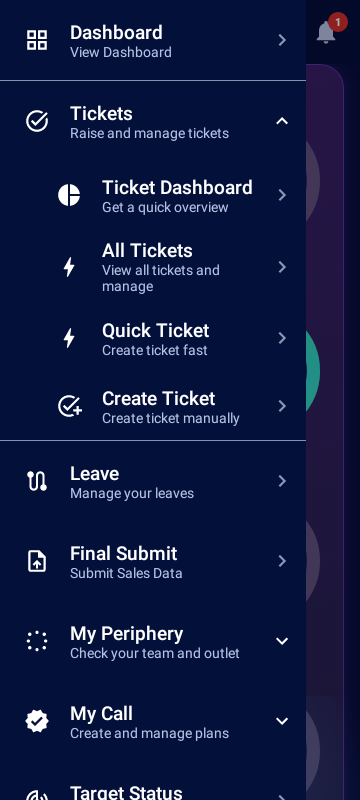 Dashboard
View Dashboard
1
Tickets
Raise and manage tickets
Ticket Dashboard
Get a quick overview
All Tickets
View all tickets and
manage
Quick Ticket
Create ticket fast
Create Ticket
Create ticket manually
Leave
Manage your leaves
Final Submit
Submit Sales Data
My Periphery
Check your team and outlet
My Call
Create and manage plans
Target Status